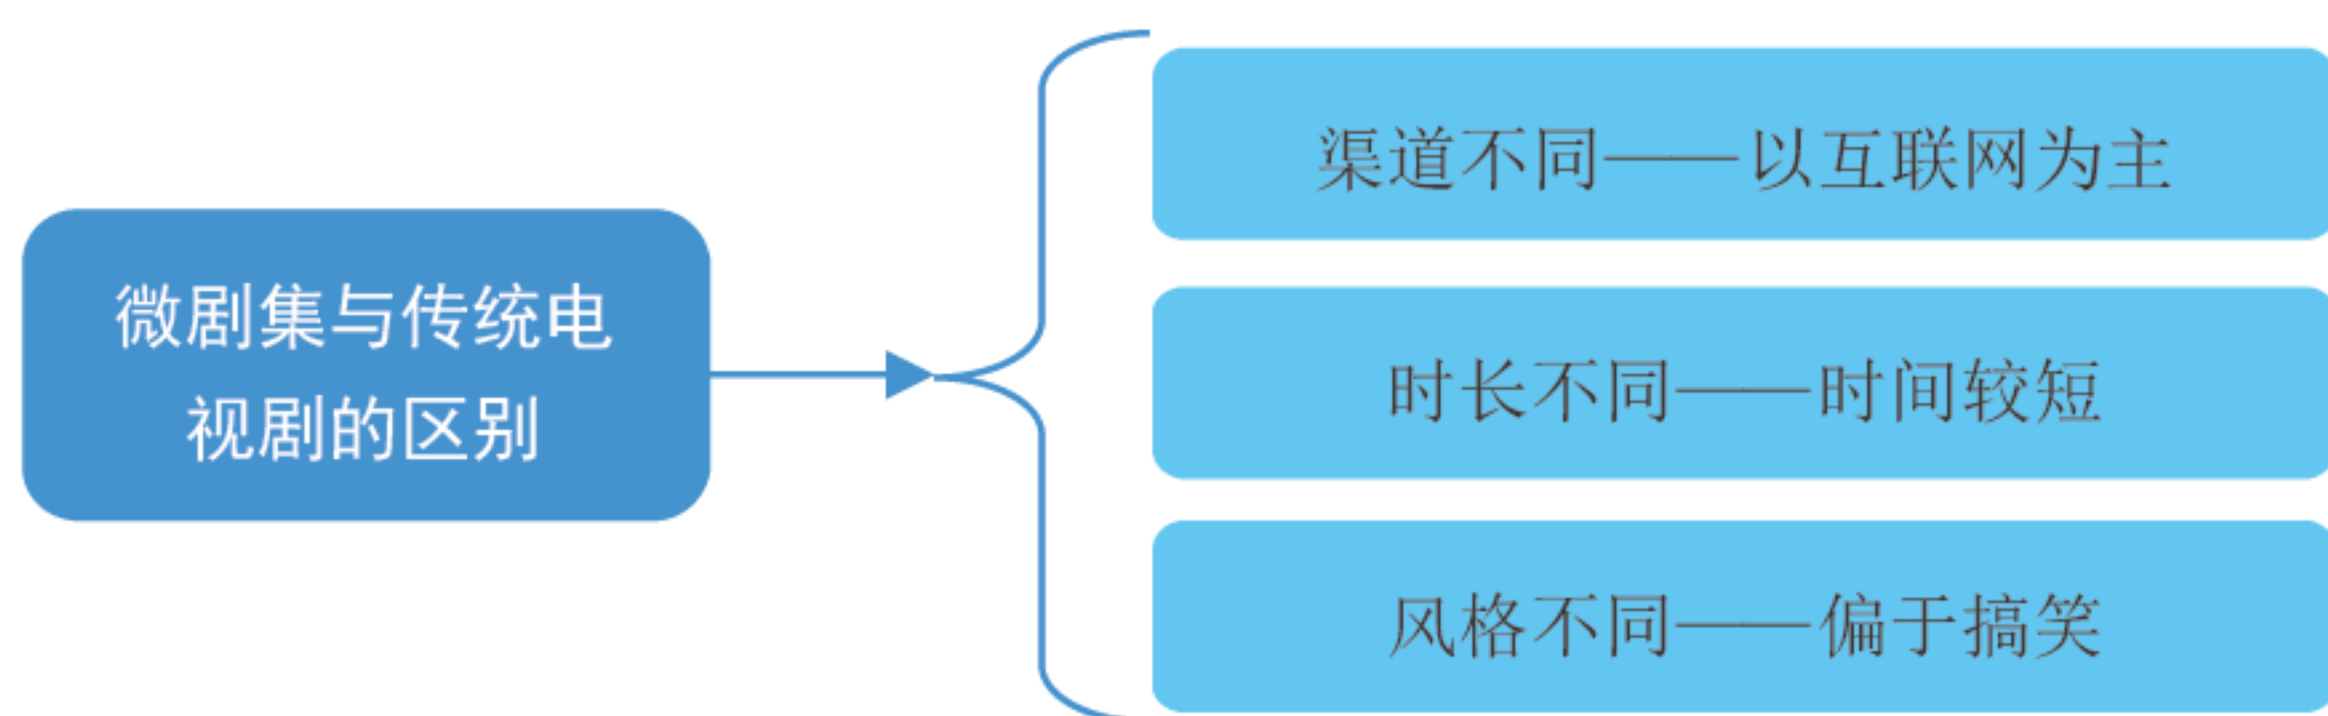 微剧集与传统电
视剧的区别
渠道不同——以互联网为主
时长不同——时间较短
风格不同——偏于搞笑